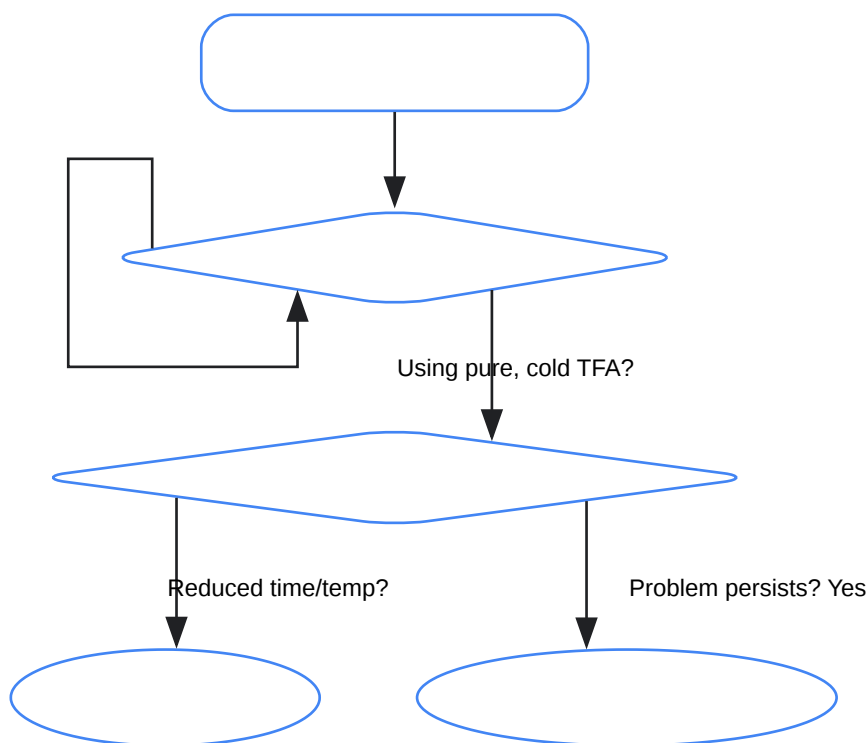 Using pure, cold TFA?
Reduced time/temp?
Problem persists? Yes